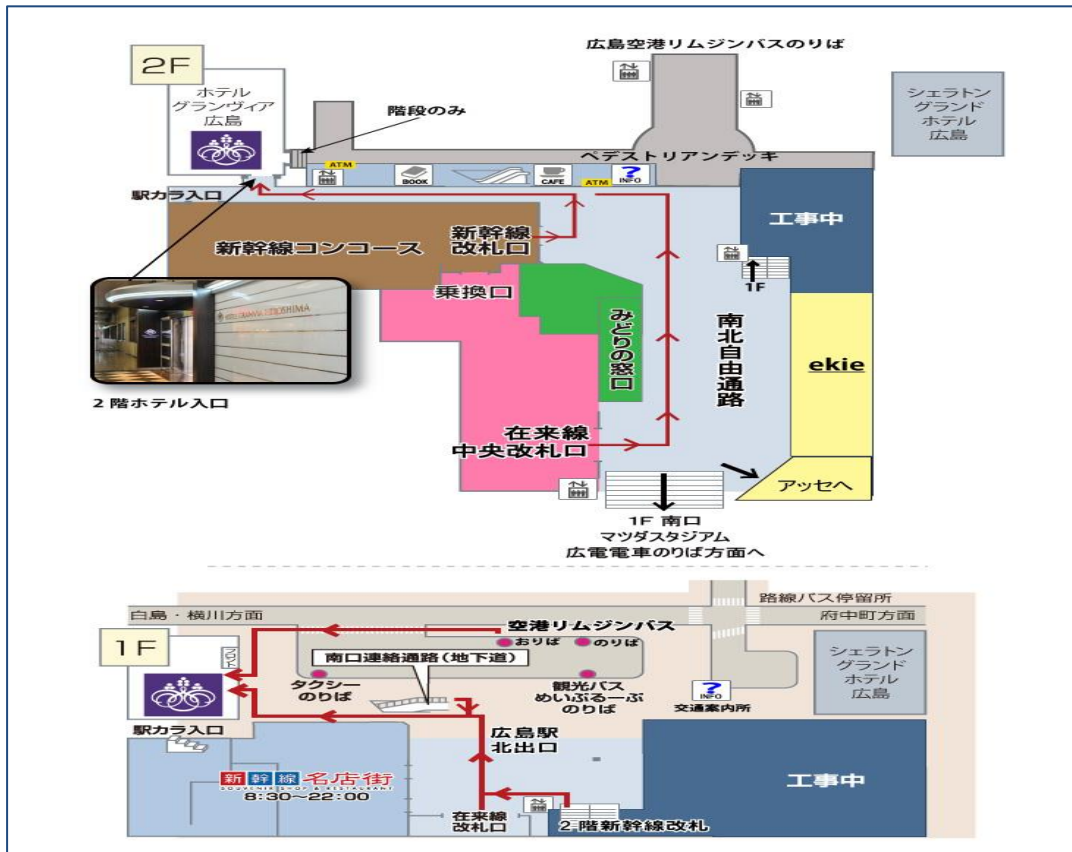 2F
ホテル
グランヴィア
広島
階段のみ
広島空港リムジンバスのりば
シェラトン
グランド
ホテル
広島
ペデストリアンデッキ
ATM
BOOK
CAFE
ATM
?
INFO
駅カラ入口
新幹線コンコース
新幹線
改札口
工事中
1F
乗換口
みどりの窓口
南北自由通路
ekie
2階ホテル入口
在来線
中央改札口
アッセへ
1F 南口
マツダスタジアム
広電電車のりば方面へ
路線バス停留所
白島・横川方面
府中町方面
1F
フロント
空港リムジンバス
おりば
のりば
南口連絡通路(地下道)
タクシー
のりば
観光バス
めいぷるーぷ
のりば
?
INFO
交通案内所
シェラトン
グランド
ホテル
広島
駅カラ入口
広島駅
北出口
新幹線名店街
SOUVENIR SHOP & RESTAURANT
8:30~22:00
工事中
在来線
改札口
2階新幹線改札